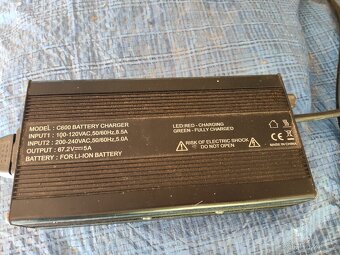 MODEL: C600 BATTERY CHARGER
INPUT1: 100-120VAC,50/60Hz,8.5A
INPUT2: 200-240VAC,50/60Hz,5.0A
OUTPUT: 67.2V⎓5A
BATTERY: FOR LI-ION BATTERY
LED:RED - CHARGING
GREEN - FULLY CHARGED
RISK OF ELECTRIC SHOCK
DO NOT OPEN
CE
MADE IN CHINA